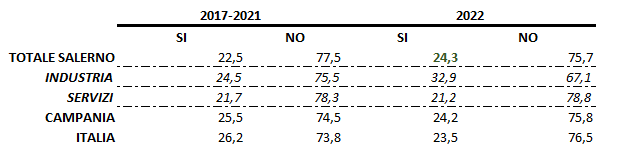 2017-2021 2022
SI NO SI NO
TOTALE SALERNO 22,5 77,5 24,3 75,7
INDUSTRIA 24,5 75,5 32,9 67,1
SERVIZI 21,7 78,3 21,2 78,8
CAMPANIA 25,5 74,5 24,2 75,8
ITALIA 26,2 73,8 23,5 76,5